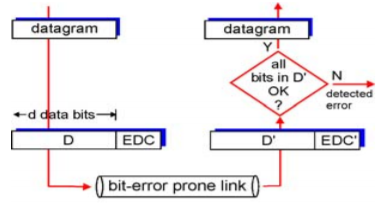 datagram
datagram
Y
all
bits in D'
OK
?
N
detected
error
d data bits
D
EDC
D'
EDC'
bit-error prone link